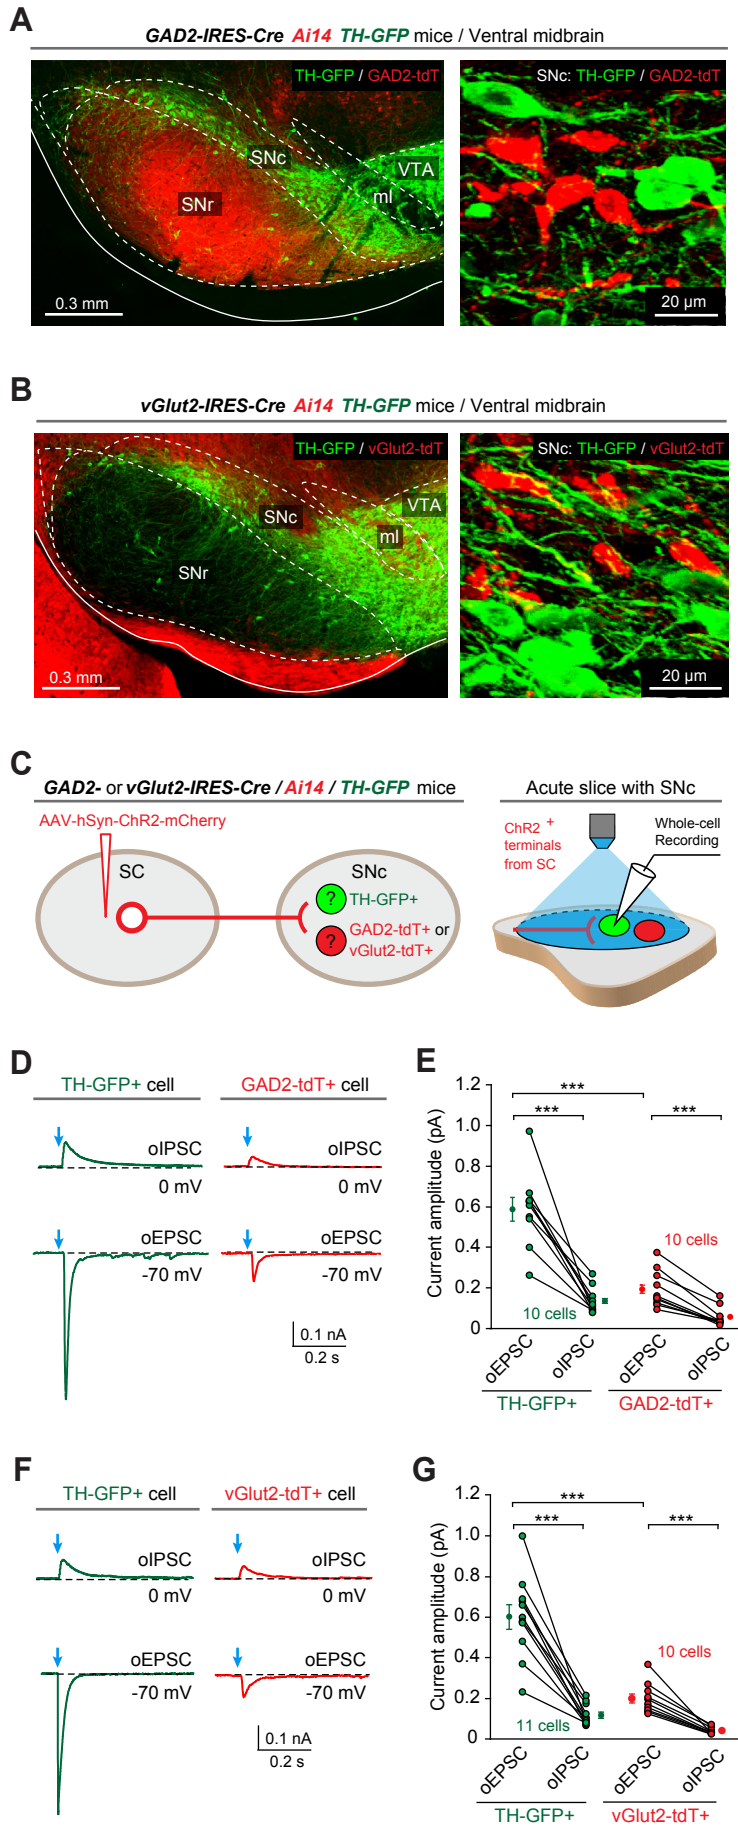 A
GAD2-IRES-Cre Ai14 TH-GFP mice / Ventral midbrain
TH-GFP / GAD2-tdT
SNc
VTA
ml
SNr
0.3 mm
SNc: TH-GFP / GAD2-tdT
20 µm
B
vGlut2-IRES-Cre Ai14 TH-GFP mice / Ventral midbrain
TH-GFP / vGlut2-tdT
VTA
SNc
ml
SNr
0.3 mm
SNc: TH-GFP / vGlut2-tdT
20 µm
C
GAD2- or vGlut2-IRES-Cre / Ai14 / TH-GFP mice
AAV-hSyn-ChR2-mCherry
SC
SNc
?
TH-GFP+
?
GAD2-tdT+ or
vGlut2-tdT+
Acute slice with SNc
ChR2+
terminals
from SC
Whole-cell
Recording
D
TH-GFP+ cell
GAD2-tdT+ cell
oIPSC
0 mV
oIPSC
0 mV
oEPSC
-70 mV
oEPSC
-70 mV
0.1 nA
0.2 s
E
Current amplitude (pA)
1.2
1.0
0.8
0.6
0.4
0.2
0
***
***
***
10 cells
10 cells
oEPSC
oIPSC
oEPSC
oIPSC
TH-GFP+
GAD2-tdT+
F
TH-GFP+ cell
vGlut2-tdT+ cell
oIPSC
0 mV
oIPSC
0 mV
oEPSC
-70 mV
oEPSC
-70 mV
0.1 nA
0.2 s
G
Current amplitude (pA)
1.2
1.0
0.8
0.6
0.4
0.2
0
***
***
***
10 cells
11 cells
oEPSC
oIPSC
oEPSC
oIPSC
TH-GFP+
vGlut2-tdT+